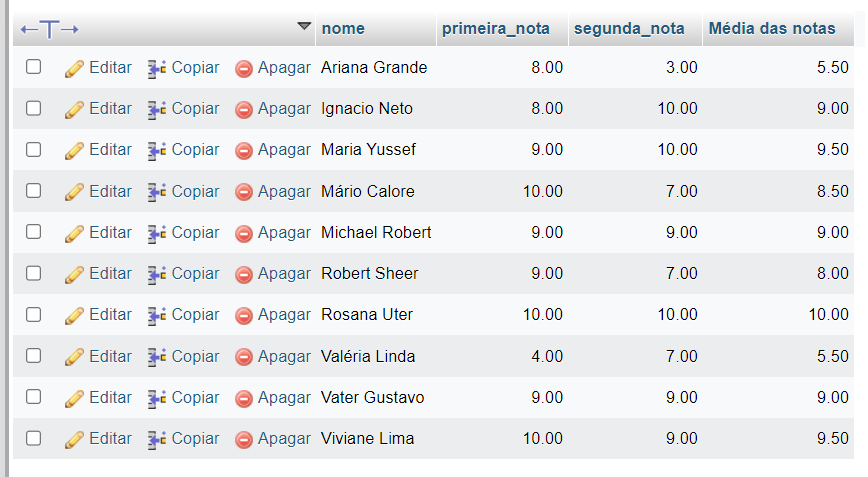 nome primeira_nota segunda_nota Média das notas
Editar Copiar Apagar Ariana Grande 8.00 3.00 5.50
Editar Copiar Apagar Ignacio Neto 8.00 10.00 9.00
Editar Copiar Apagar Maria Yussef 9.00 10.00 9.50
Editar Copiar Apagar Mário Calore 10.00 7.00 8.50
Editar Copiar Apagar Michael Robert 9.00 9.00 9.00
Editar Copiar Apagar Robert Sheer 9.00 7.00 8.00
Editar Copiar Apagar Rosana Uter 10.00 10.00 10.00
Editar Copiar Apagar Valéria Linda 4.00 7.00 5.50
Editar Copiar Apagar Vater Gustavo 9.00 9.00 9.00
Editar Copiar Apagar Viviane Lima 10.00 9.00 9.50